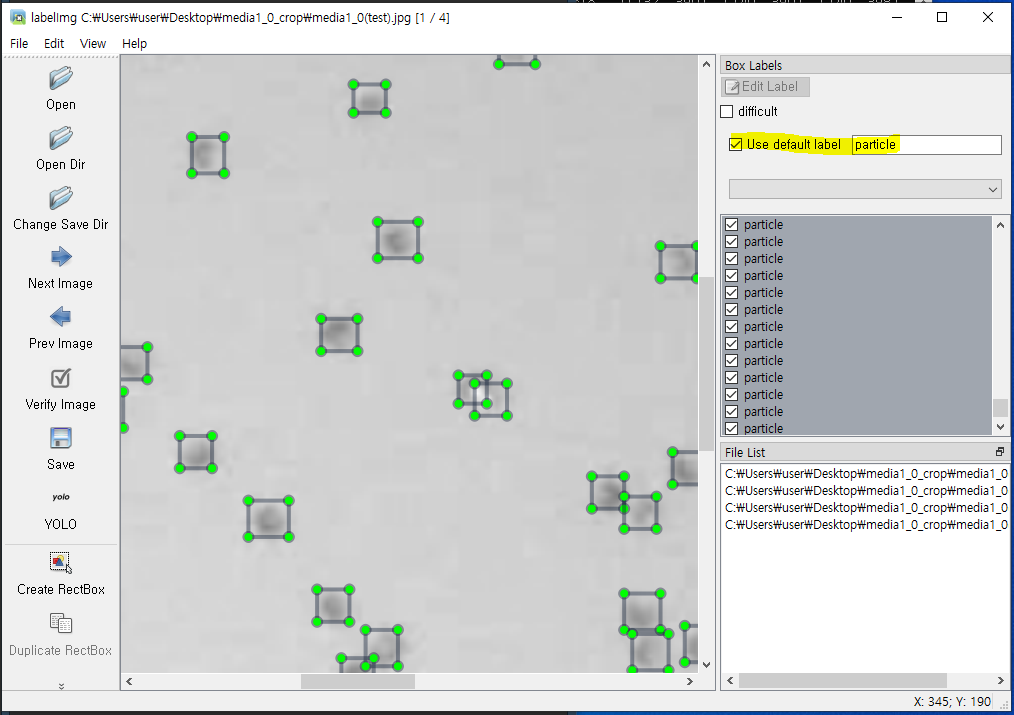 labelImg C:₩Users₩user₩Desktop₩media1_0_crop₩media1_0(test).jpg [1 / 4]
File Edit View Help
Open
Open Dir
Change Save Dir
Next Image
Prev Image
Verify Image
Save
yolo
YOLO
Create RectBox
Duplicate RectBox
Box Labels
Edit Label
difficult
Use default label particle
particle
particle
particle
particle
particle
particle
particle
particle
particle
particle
particle
particle
particle
File List
C:₩Users₩user₩Desktop₩media1_0_crop₩media1_0
C:₩Users₩user₩Desktop₩media1_0_crop₩media1_0
C:₩Users₩user₩Desktop₩media1_0_crop₩media1_0
C:₩Users₩user₩Desktop₩media1_0_crop₩media1_0
X: 345; Y: 190